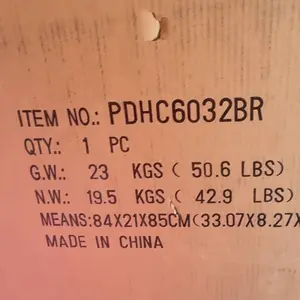 ITEM NO.: PDHC6032BR
QTY.: 1 PC
G.W.: 23 KGS ( 50.6 LBS)
N.W.: 19.5 KGS ( 42.9 LBS)
MEANS:84X21X85CM(33.07X8.27X
MADE IN CHINA